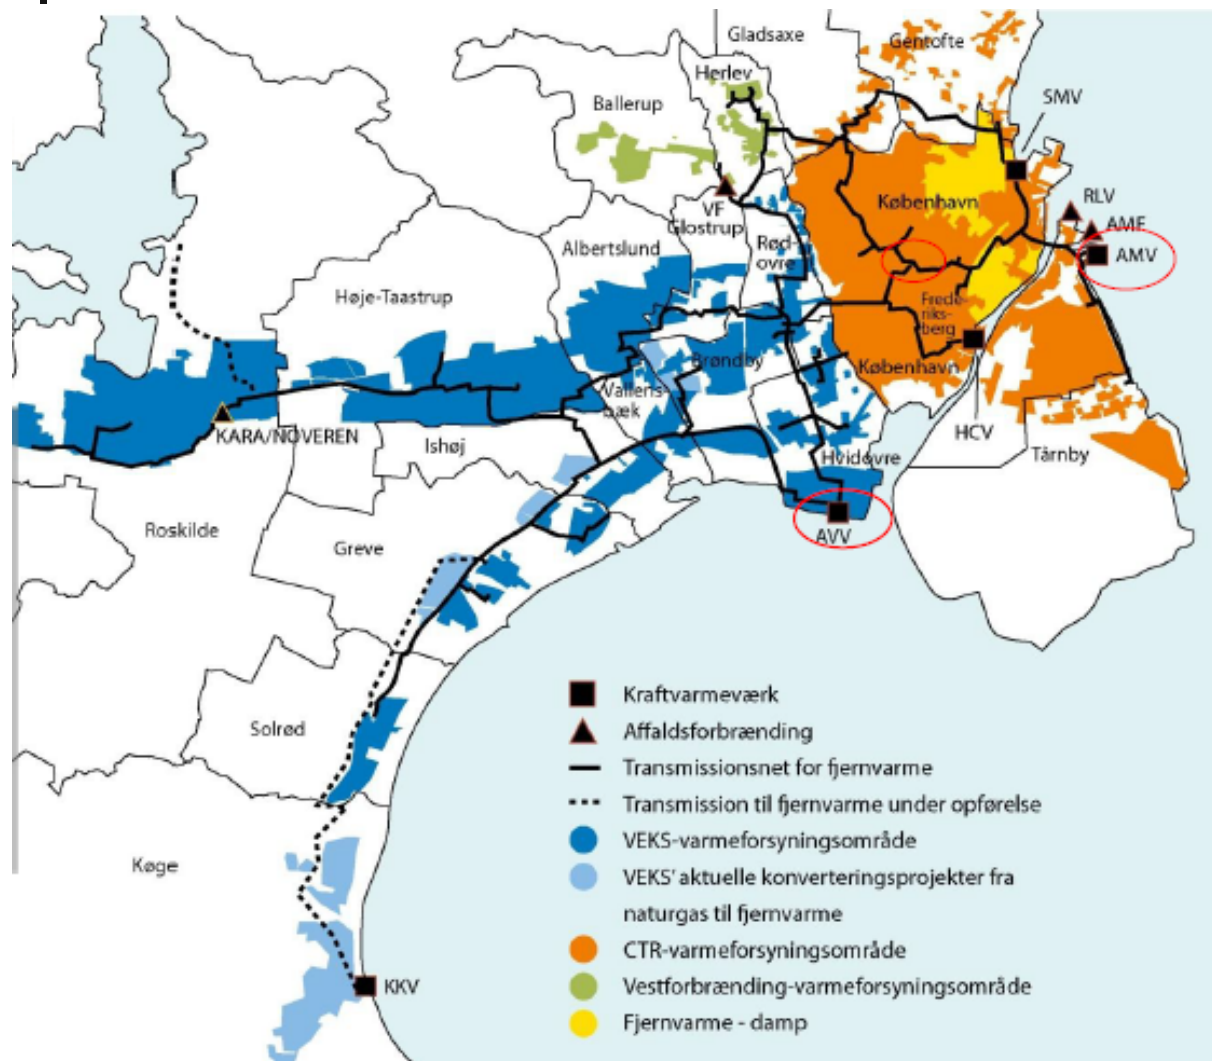 Gladsaxe
Gentofte
Herlev
SMV
Ballerup
RLV
København
VF
Glostrup
AMF
Albertslund
Rød-
ovre
AMV
Høje-Taastrup
Frede-
riks-
berg
Brøndby
København
Vallens-
bæk
KARA/NOVEREN
Ishøj
HCV
Hvidovre
Tårnby
Roskilde
AVV
Greve
Solrød
Køge
KKV
Kraftvarmeværk
Affaldsforbrænding
Transmissionsnet for fjernvarme
Transmission til fjernvarme under opførelse
VEKS-varmeforsyningsområde
VEKS' aktuelle konverteringsprojekter fra
naturgas til fjernvarme
CTR-varmeforsyningsområde
Vestforbrænding-varmeforsyningsområde
Fjernvarme - damp